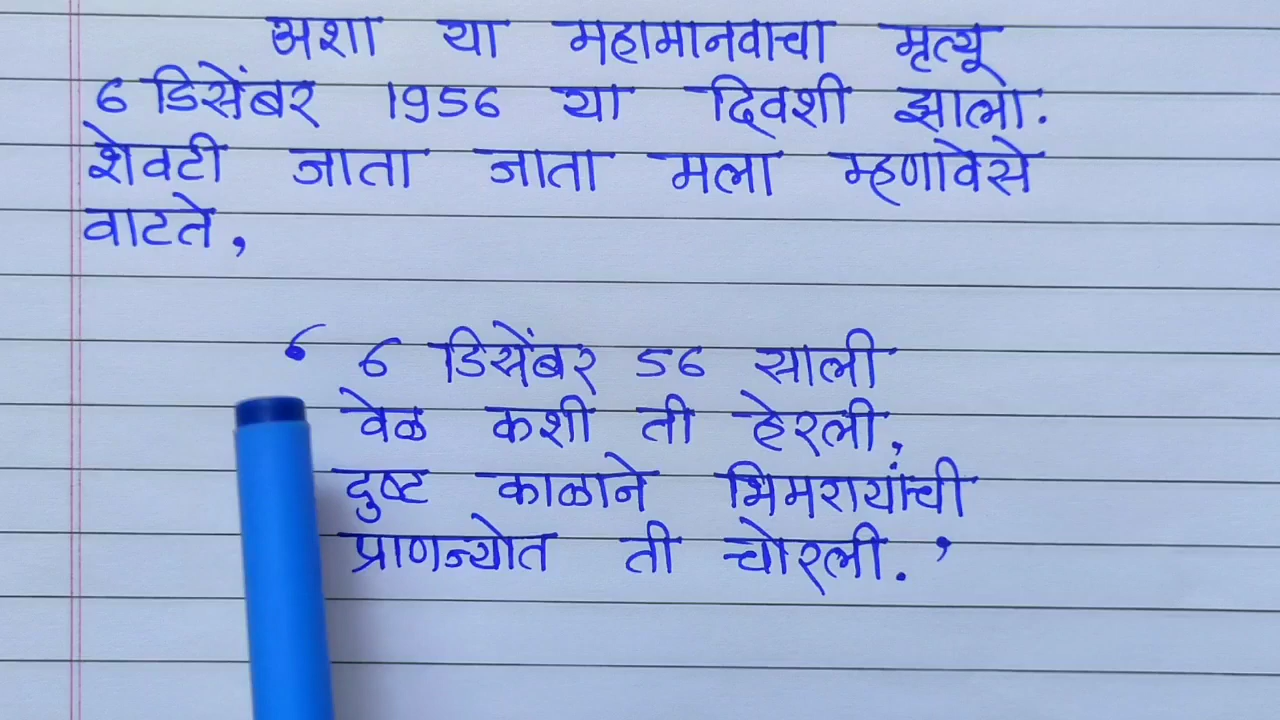 अशा या महामानवाचा मृत्यू
6 डिसेंबर 1956 या दिवशी झाला.
शेवटी जाता जाता मला म्हणावेसे
वाटते,
‘ 6 डिसेंबर 56 साली
वेळ कशी ती हेरली,
दुष्ट काळाने भिमरायांची
प्राणज्योत ती चोरली. ’